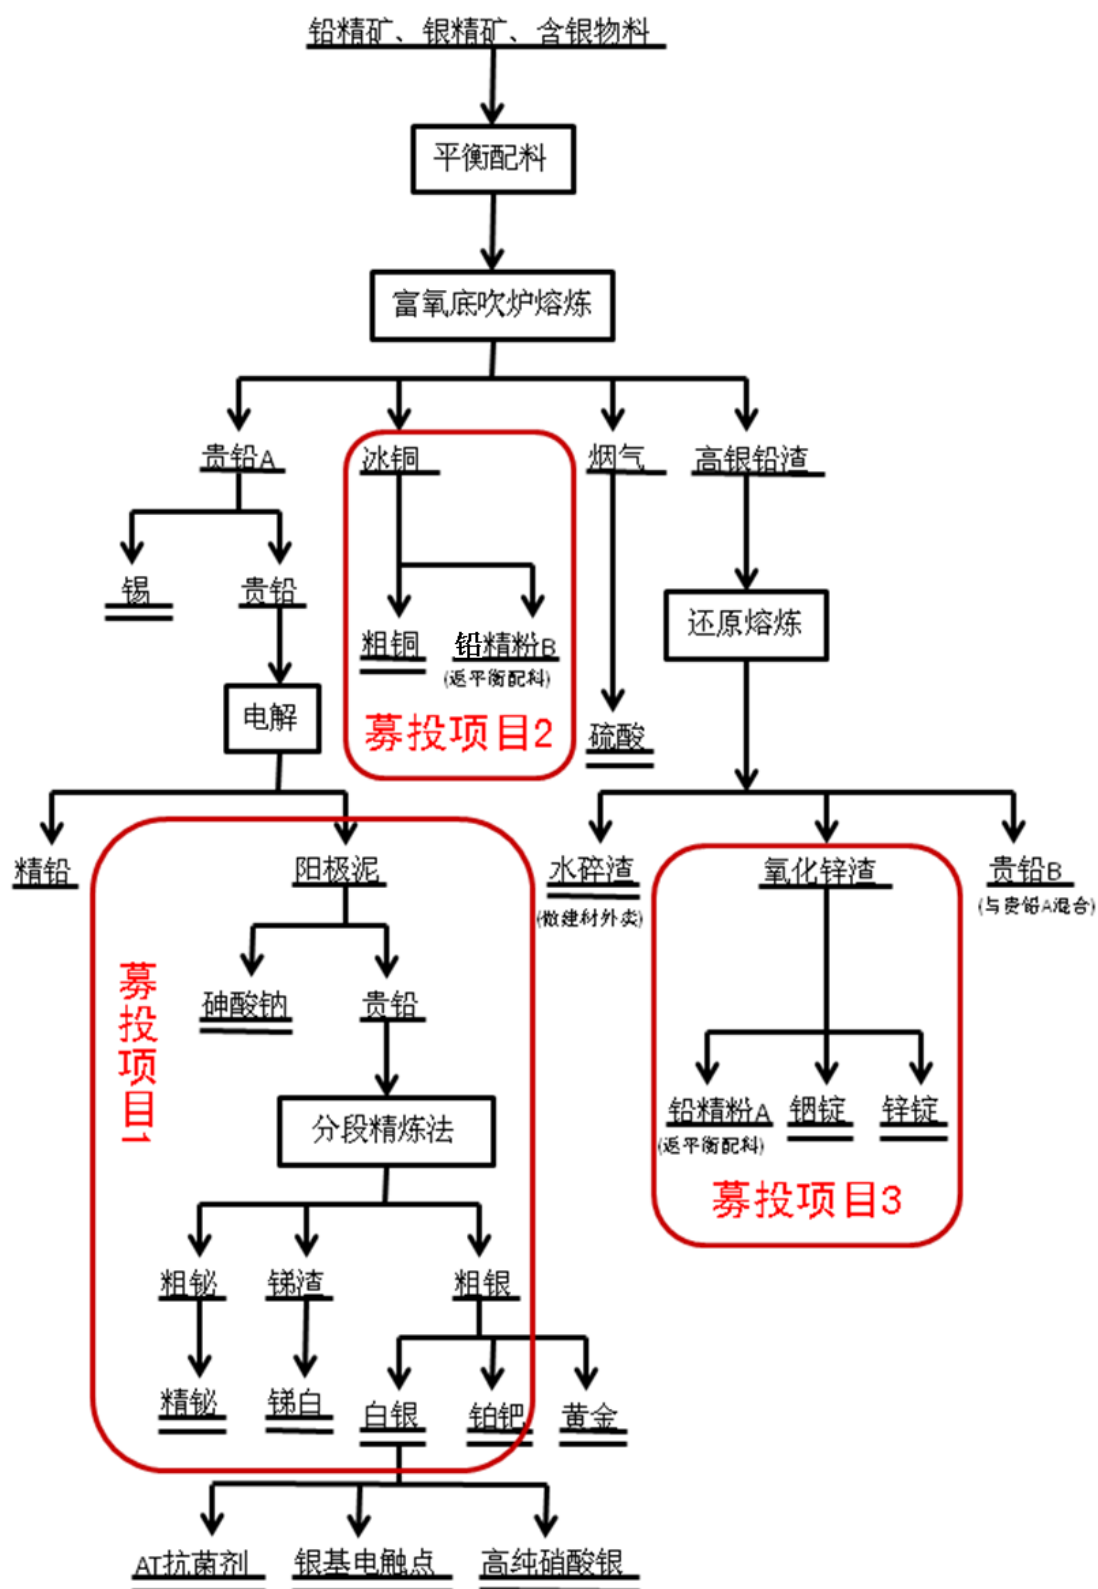 铅精矿、银精矿、含银物料
平衡配料
富氧底吹炉熔炼
贵铅A
冰铜
烟气
高银铅渣
锡
贵铅
还原熔炼
粗铜
铅精粉B
(返平衡配料)
募投项目2
电解
硫酸
精铅
阳极泥
水碎渣
(做建材外卖)
氧化锌渣
贵铅B
(与贵铅A混合)
募投项目1
砷酸钠
贵铅
分段精炼法
铅精粉A
(返平衡配料)
铟锭
锌锭
募投项目3
粗铋
锑渣
粗银
精铋
锑白
白银
铂钯
黄金
AT抗菌剂
银基电触点
高纯硝酸银